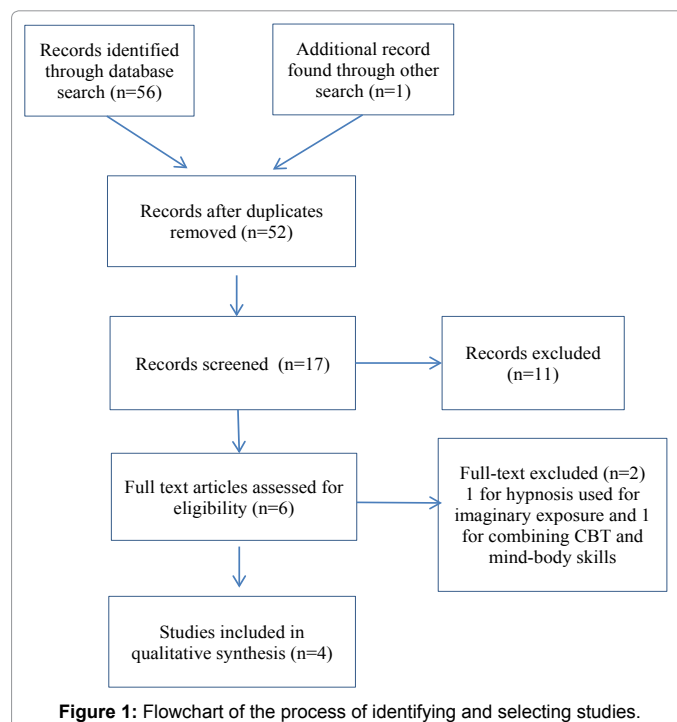 Records identified
through database
search (n=56)
Additional record
found through other
search (n=1)
Records after duplicates
removed (n=52)
Records screened (n=17)
Records excluded
(n=11)
Full text articles assessed for
eligibility (n=6)
Full-text excluded (n=2)
1 for hypnosis used for
imaginary exposure and 1
for combining CBT and
mind-body skills
Studies included in
qualitative synthesis (n=4)
Figure 1: Flowchart of the process of identifying and selecting studies.